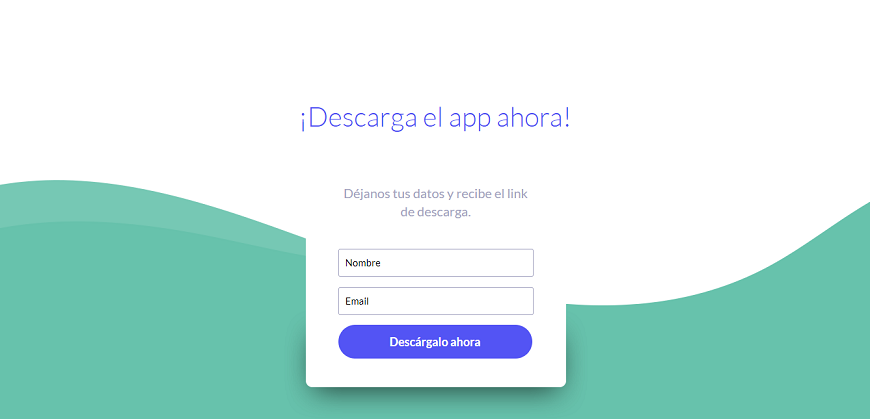 ¡Descarga el app ahora!
Déjanos tus datos y recibe el link
de descarga.
Nombre
Email
Descárgalo ahora